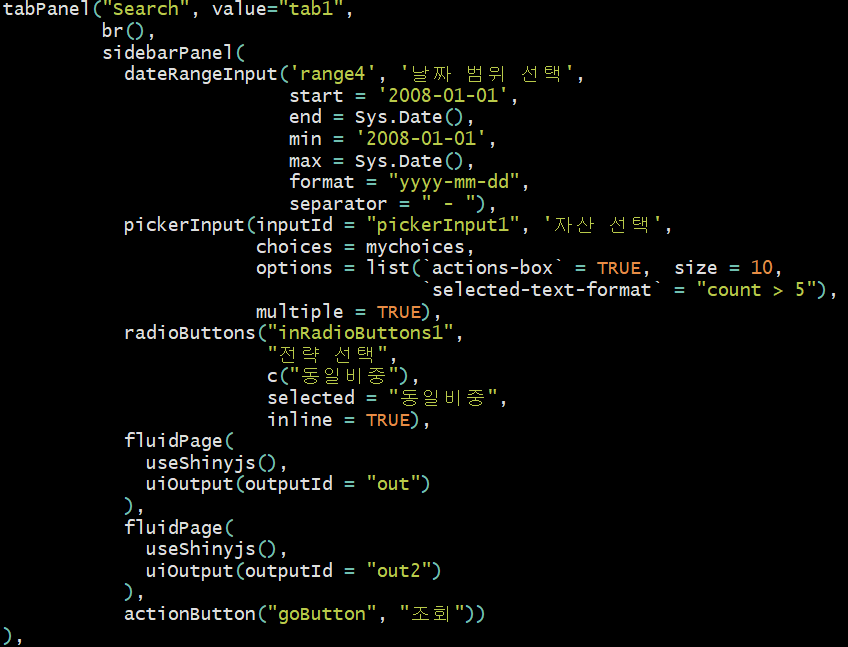 tabPanel("Search", value="tab1",
br(),
sidebarPanel(
dateRangeInput('range4', '날짜 범위 선택',
start = '2008-01-01',
end = Sys.Date(),
min = '2008-01-01',
max = Sys.Date(),
format = "yyyy-mm-dd",
separator = " - "),
pickerInput(inputId = "pickerInput1", '자산 선택',
choices = mychoices,
options = list(`actions-box` = TRUE, size = 10,
`selected-text-format` = "count > 5"),
multiple = TRUE),
radioButtons("inRadioButtons1",
"전략 선택",
c("동일비중"),
selected = "동일비중",
inline = TRUE),
fluidPage(
useShinyjs(),
uiOutput(outputId = "out")
),
fluidPage(
useShinyjs(),
uiOutput(outputId = "out2")
),
actionButton("goButton", "조회"))
),